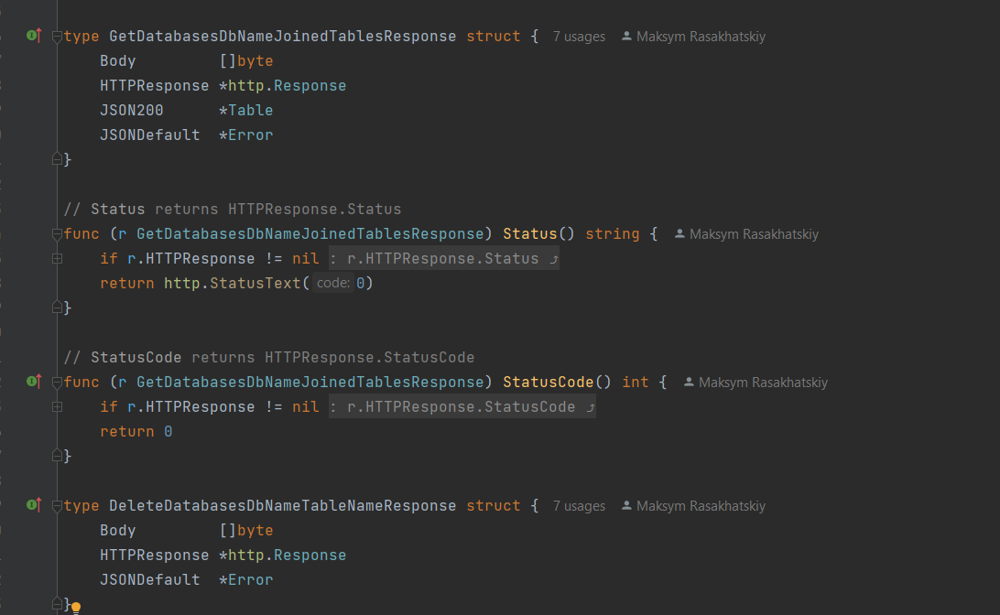 type GetDatabasesDbNameJoinedTablesResponse struct { 7 usages Maksym Rasakhatskiy
Body []byte
HTTPResponse *http.Response
JSON200 *Table
JSONDefault *Error
}
// Status returns HTTPResponse.Status
func (r GetDatabasesDbNameJoinedTablesResponse) Status() string { Maksym Rasakhatskiy
if r.HTTPResponse != nil : r.HTTPResponse.Status
return http.StatusText( code: 0)
}
// StatusCode returns HTTPResponse.StatusCode
func (r GetDatabasesDbNameJoinedTablesResponse) StatusCode() int { Maksym Rasakhatskiy
if r.HTTPResponse != nil : r.HTTPResponse.StatusCode
return 0
}
type DeleteDatabasesDbNameTableNameResponse struct { 7 usages Maksym Rasakhatskiy
Body []byte
HTTPResponse *http.Response
JSONDefault *Error
}